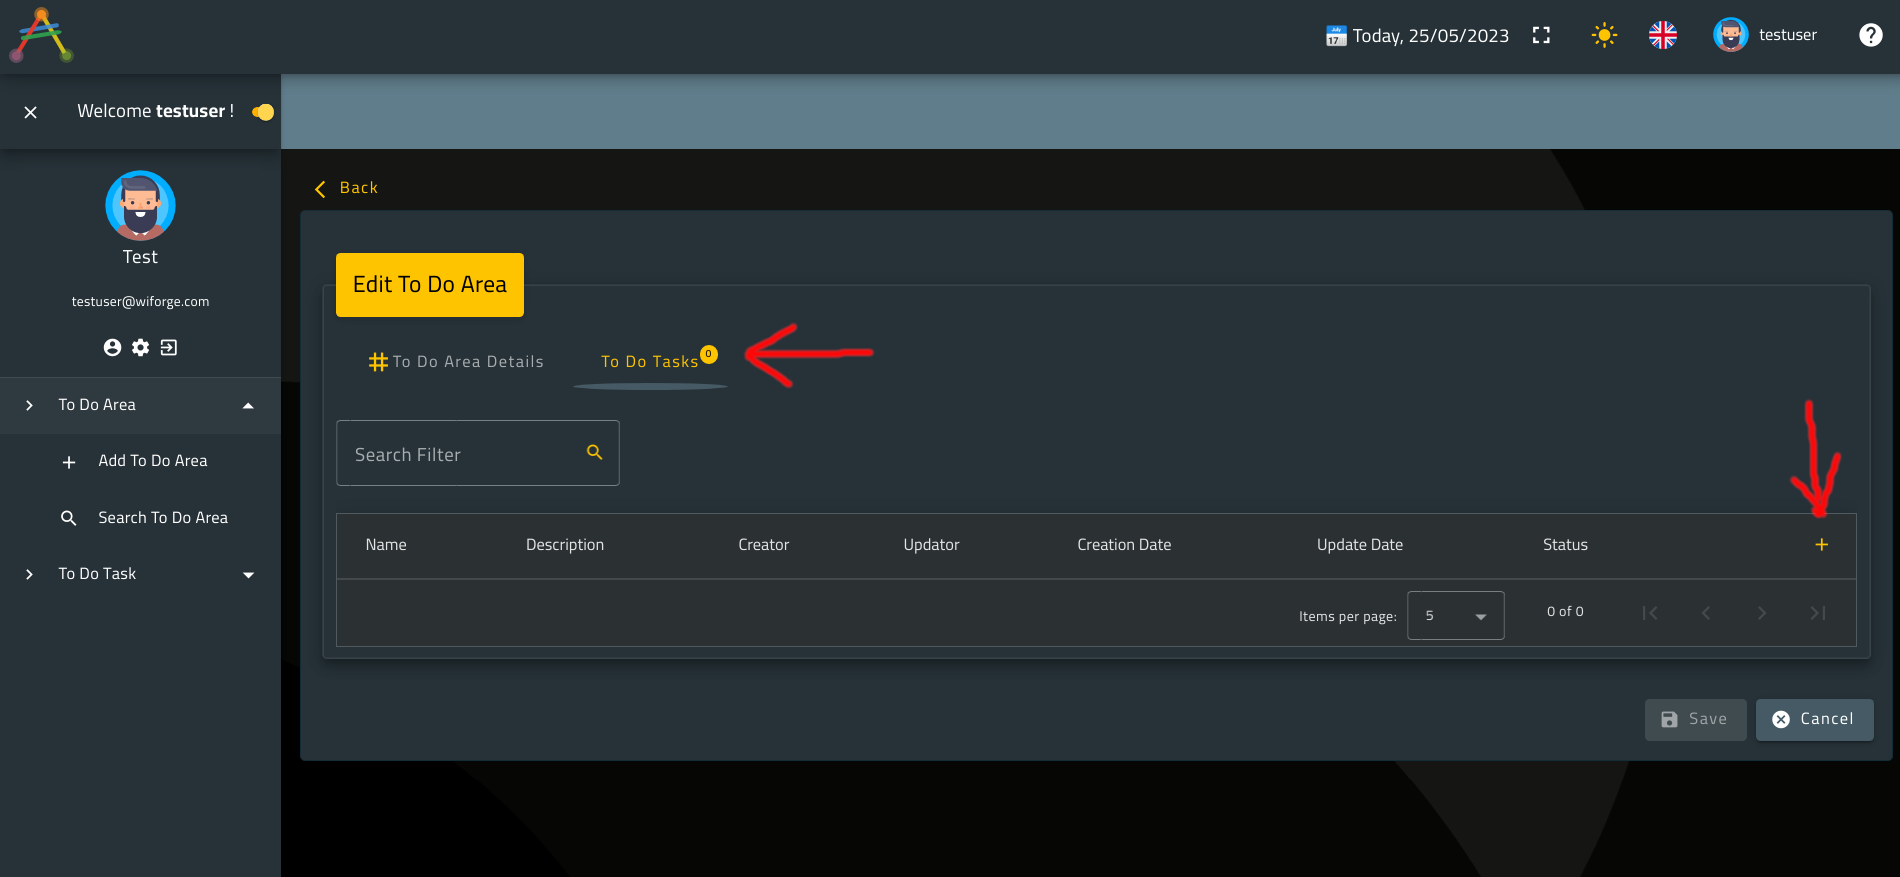 Today, 25/05/2023
testuser
Welcome testuser !
Test
testuser@wiforge.com
To Do Area
Add To Do Area
Search To Do Area
To Do Task
Back
Edit To Do Area
To Do Area Details To Do Tasks 0
Search Filter
Name Description Creator Updator Creation Date Update Date Status +
Items per page: 5 0 of 0
Save Cancel